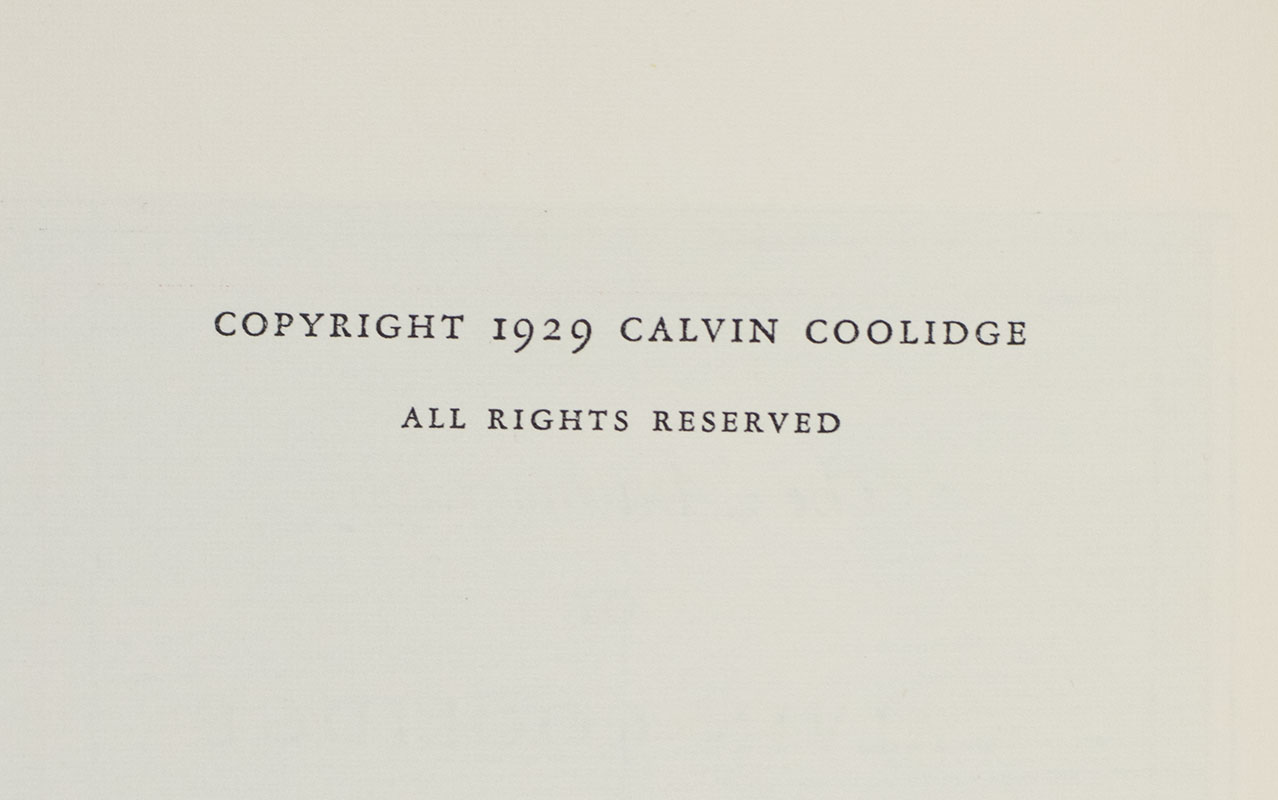 COPYRIGHT 1929 CALVIN COOLIDGE
ALL RIGHTS RESERVED